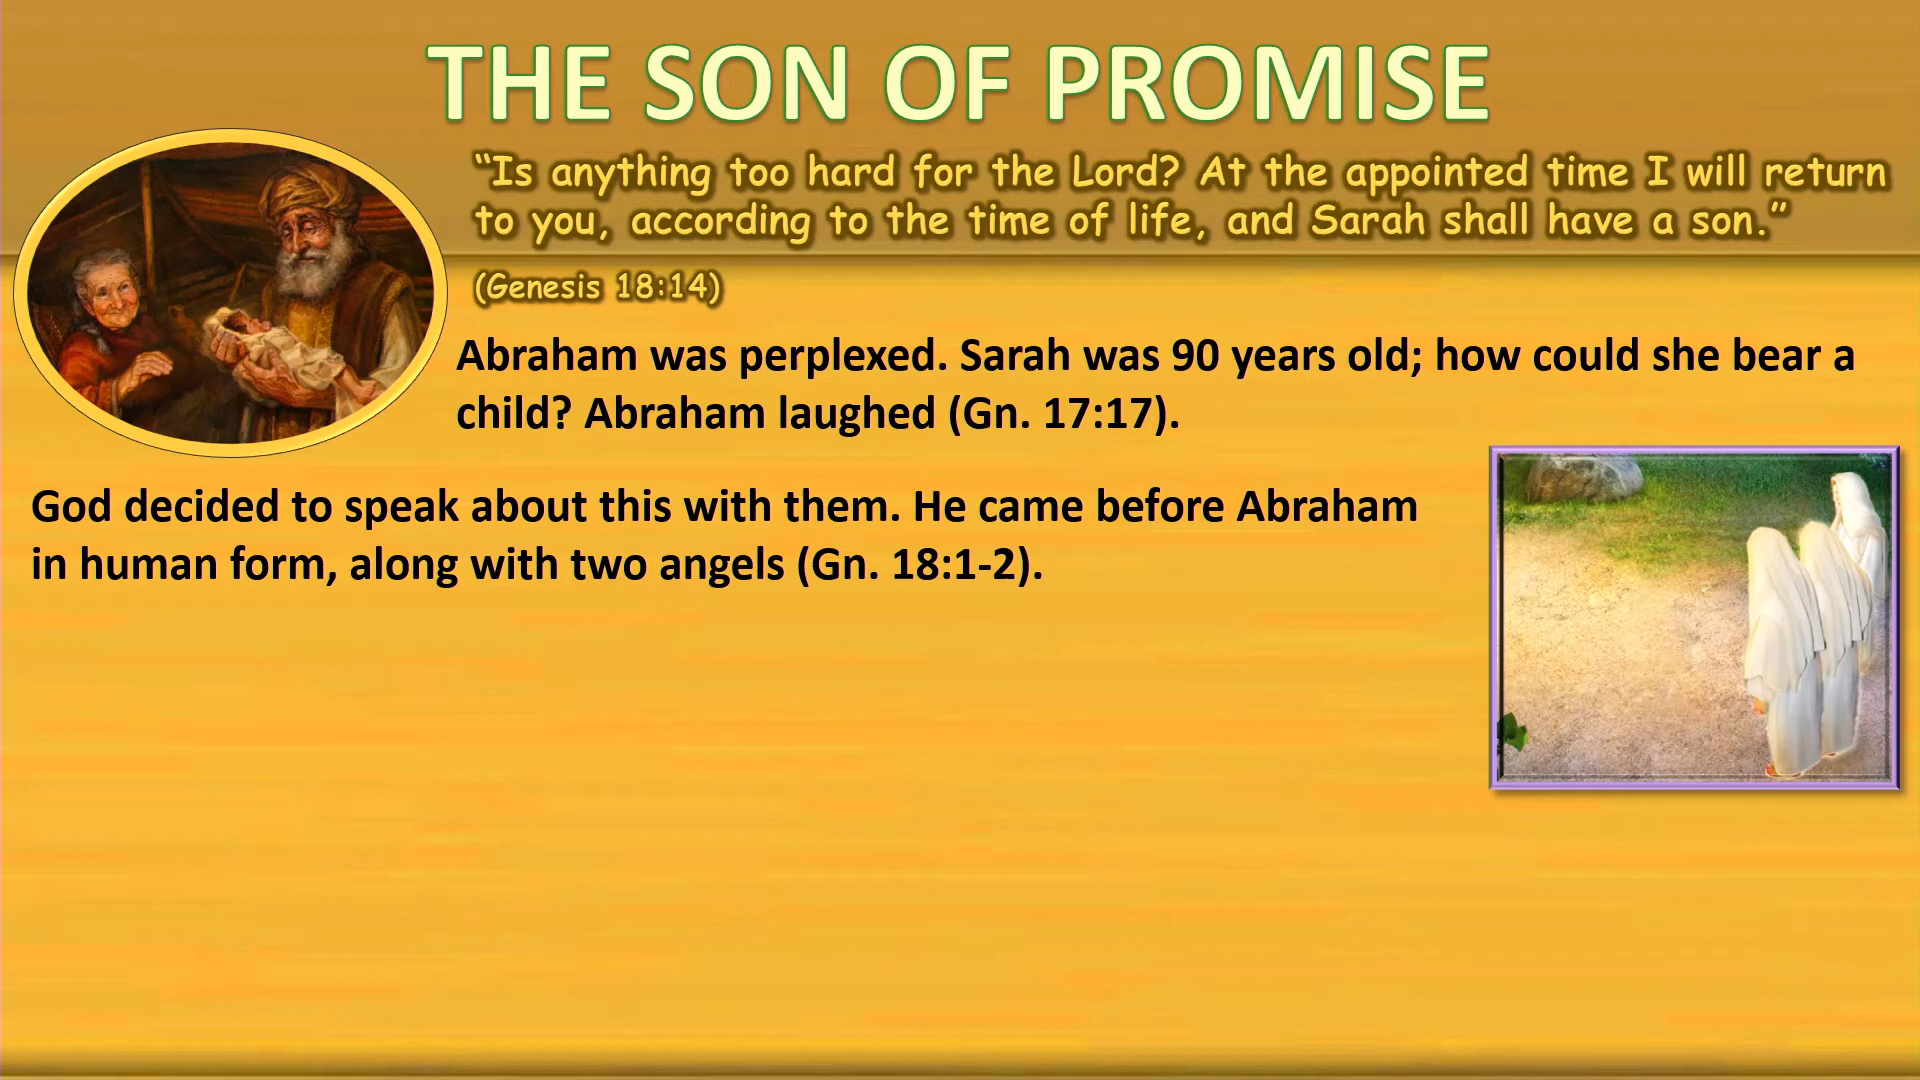 THE SON OF PROMISE
“Is anything too hard for the Lord? At the appointed time I will return
to you, according to the time of life, and Sarah shall have a son.”
(Genesis 18:14)
Abraham was perplexed. Sarah was 90 years old; how could she bear a
child? Abraham laughed (Gn. 17:17).
God decided to speak about this with them. He came before Abraham
in human form, along with two angels (Gn. 18:1-2).